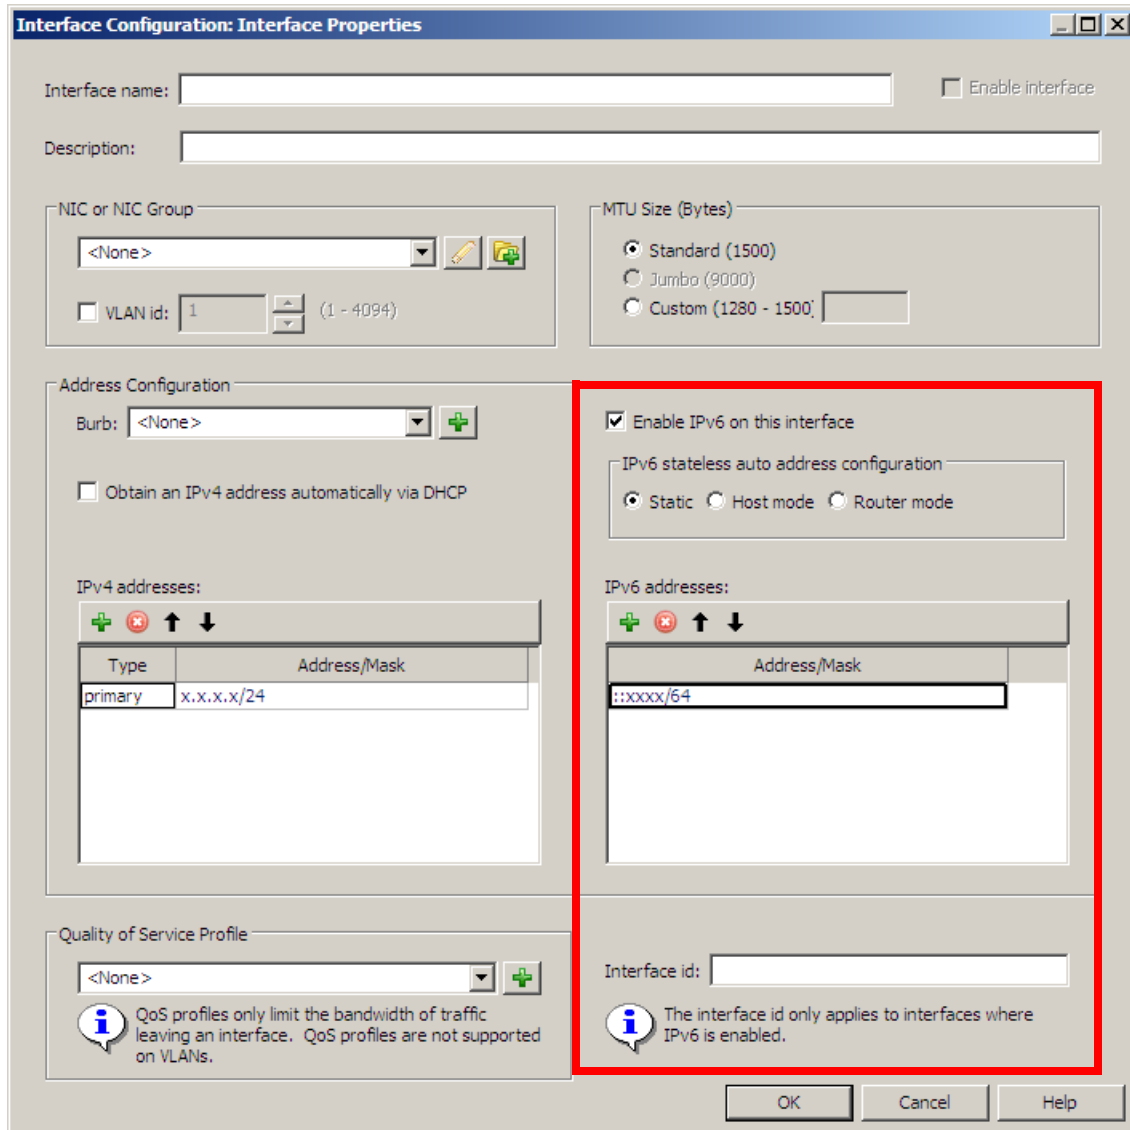 Interface Configuration: Interface Properties
Interface name:
Enable interface
Description:
NIC or NIC Group
<None>
VLAN id: 1 (1 - 4094)
MTU Size (Bytes)
Standard (1500)
Jumbo (9000)
Custom (1280 - 1500)
Address Configuration
Burb: <None>
Obtain an IPv4 address automatically via DHCP
IPv4 addresses:
Type Address/Mask
primary x.x.x.x/24
Enable IPv6 on this interface
IPv6 stateless auto address configuration
Static Host mode Router mode
IPv6 addresses:
Address/Mask
::xxxx/64
Quality of Service Profile
<None>
QoS profiles only limit the bandwidth of traffic
leaving an interface. QoS profiles are not supported
on VLANs.
Interface id:
The interface id only applies to interfaces where
IPv6 is enabled.
OK Cancel Help